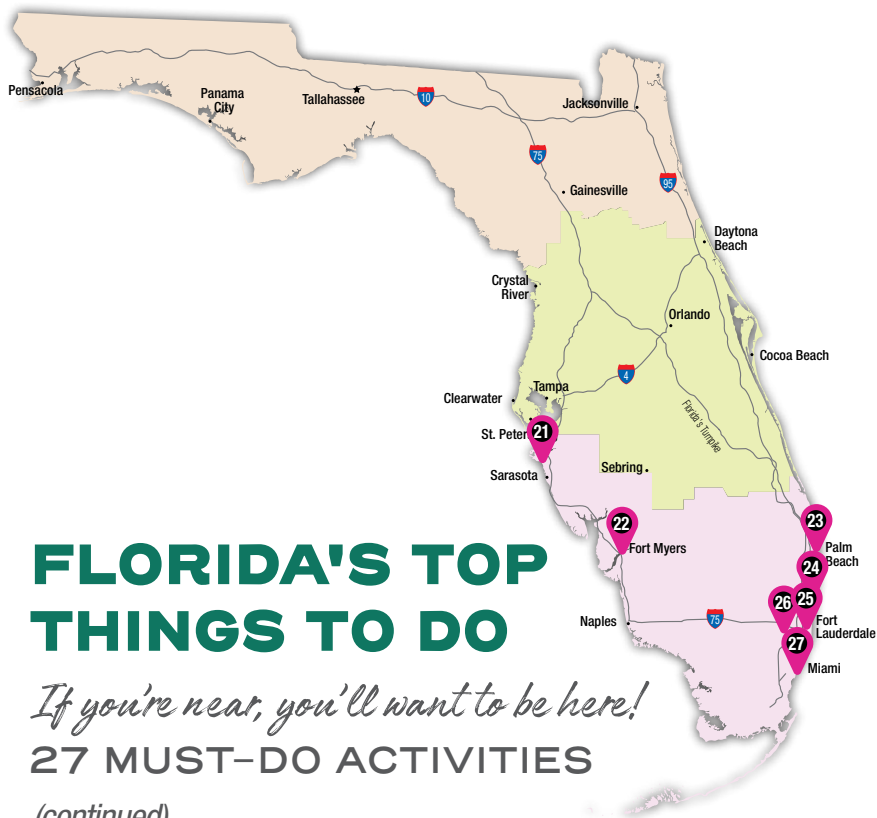 Pensacola
Panama
City
Tallahassee
10
Jacksonville
75
95
Gainesville
Daytona
Beach
Crystal
River
Orlando
Cocoa Beach
4
Tampa
Clearwater
Florida's Turnpike
St. Peter
21
Sebring
Sarasota
22
Fort Myers
23
Palm
Beach
24
26
25
Fort
Lauderdale
Naples
75
27
Miami
FLORIDA'S TOP
THINGS TO DO
If you're near, you'll want to be here!
27 MUST-DO ACTIVITIES
(continued)